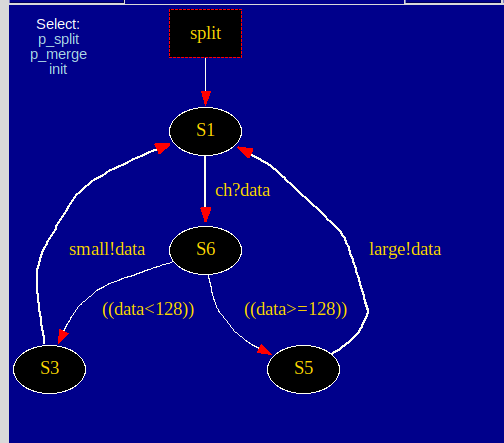 Select:
p_split
p_merge
init
split
S1
ch?data
S6
small!data
large!data
((data<128))
((data>=128))
S3
S5